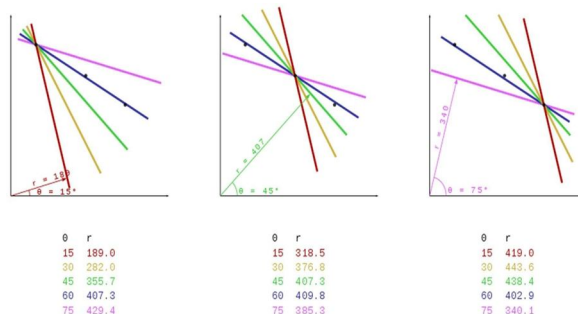 r = 189
θ = 15°
r = 407
θ = 45°
r = 340
θ = 75°
θ r
15 189.0
30 282.0
45 355.7
60 407.3
75 429.4
θ r
15 318.5
30 376.8
45 407.3
60 409.8
75 385.3
θ r
15 419.0
30 443.6
45 438.4
60 402.9
75 340.1